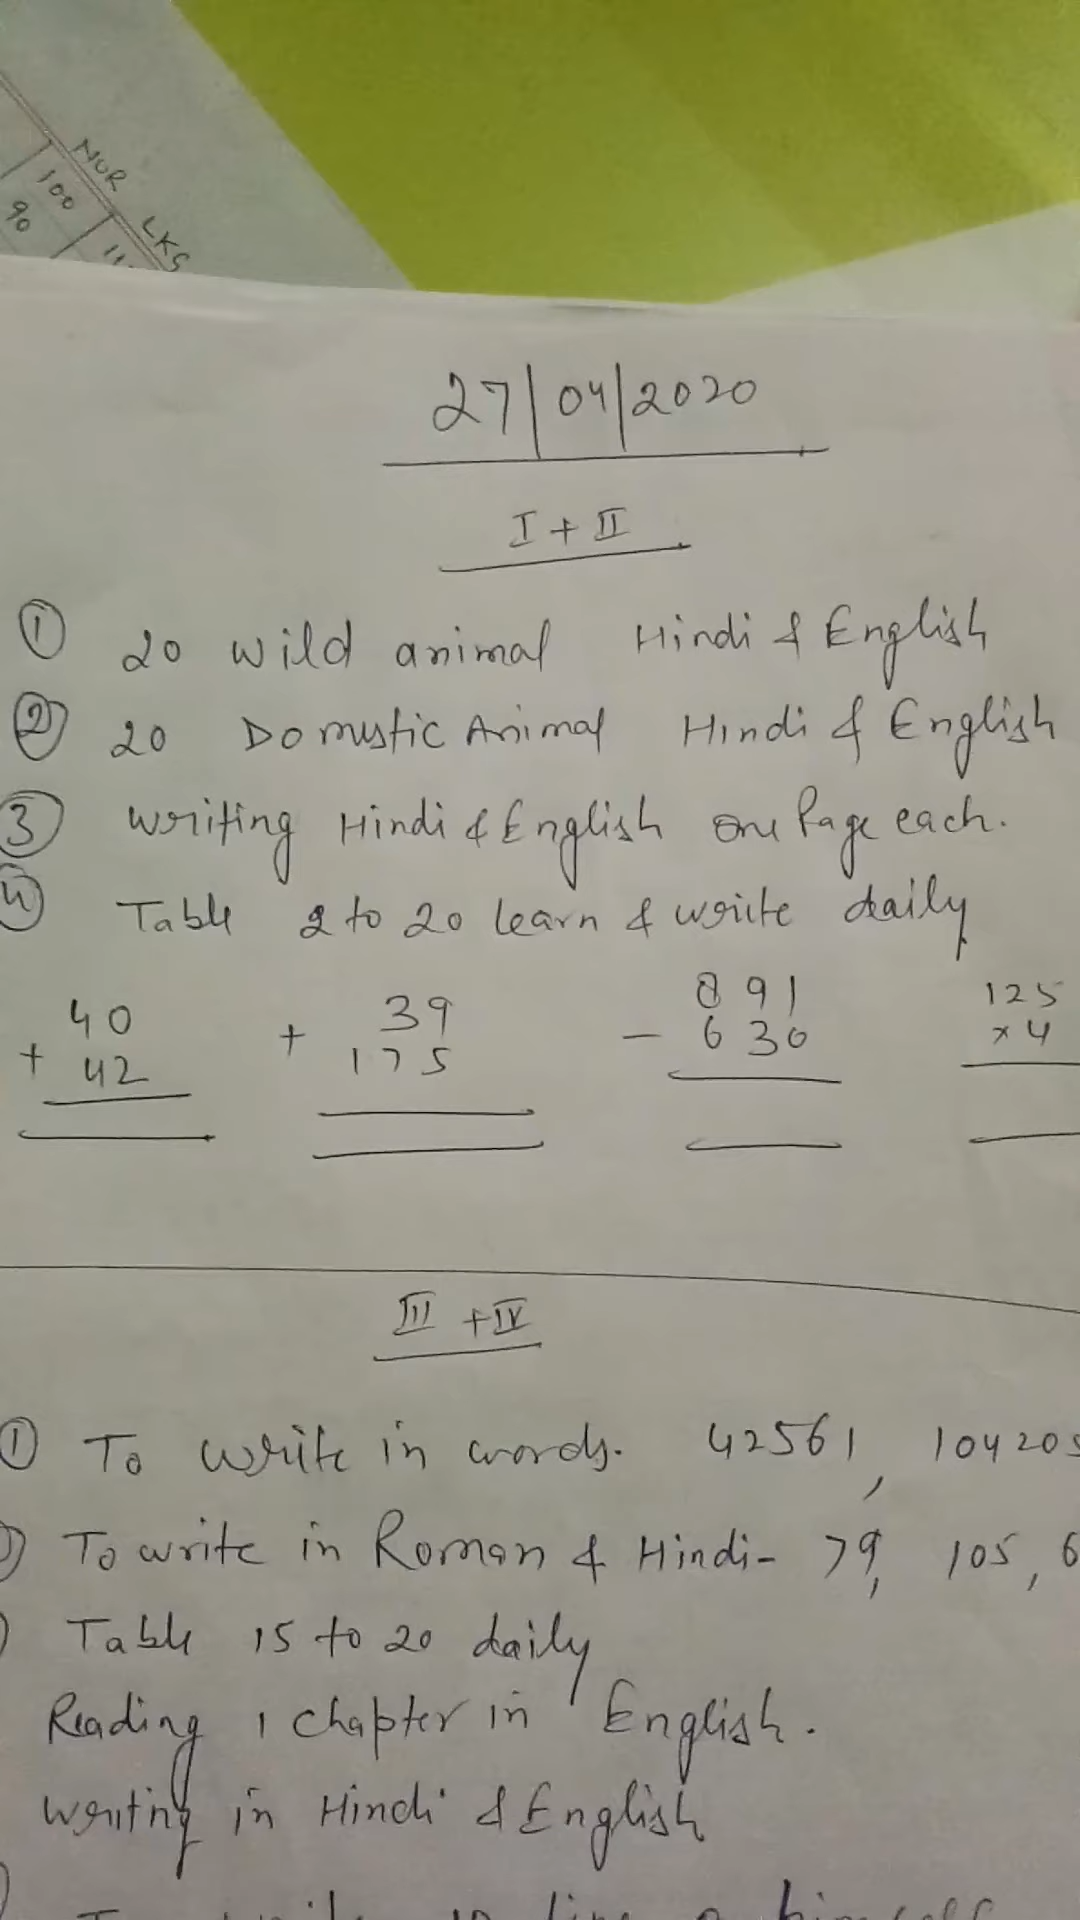 NUR LKG
100 11
90
27/04/2020
I + II
① 20 wild animal Hindi & English
② 20 Domestic Animal Hindi & English
③ writing Hindi & English one Page each.
④ Table 2 to 20 learn & write daily
40 39 891 125
+ 42 + 175 - 630 x 4
III + IV
① To write in words. 42561, 104205
To write in Roman & Hindi- 79, 105, 6
Table 15 to 20 daily
Reading 1 chapter in English.
writing in Hindi & English